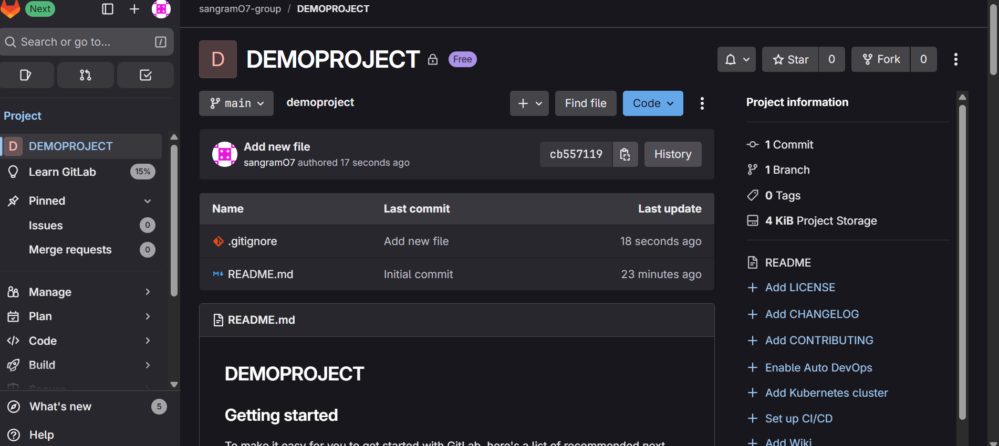 Next
Search or go to...
/
Project
D DEMOPROJECT
Learn GitLab 15%
Pinned
Issues 0
Merge requests 0
Manage
Plan
Code
Build
Secure
What's new 5
Help
sangram07-group / DEMOPROJECT
D DEMOPROJECT Free
Star 0 Fork 0
main demoproject Find file Code
Add new file
sangram07 authored 17 seconds ago
cb557119 History
Name Last commit Last update
.gitignore Add new file 18 seconds ago
README.md Initial commit 23 minutes ago
README.md
DEMOPROJECT
Getting started
To make it easy for you to get started with GitLab, here's a list of recommended next
Project information
1 Commit
1 Branch
0 Tags
4 KiB Project Storage
README
Add LICENSE
Add CHANGELOG
Add CONTRIBUTING
Enable Auto DevOps
Add Kubernetes cluster
Set up CI/CD
Add Wiki